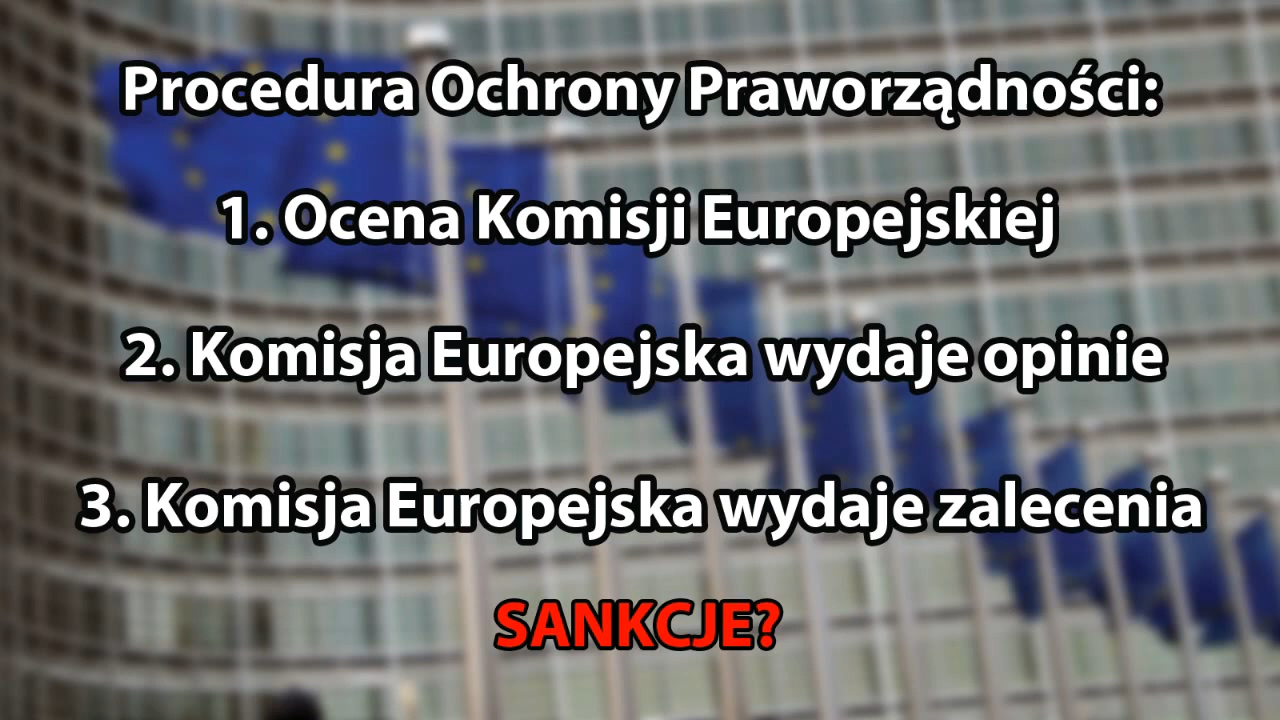 Procedura Ochrony Praworządności:
1. Ocena Komisji Europejskiej
2. Komisja Europejska wydaje opinie
3. Komisja Europejska wydaje zalecenia
SANKCJE?